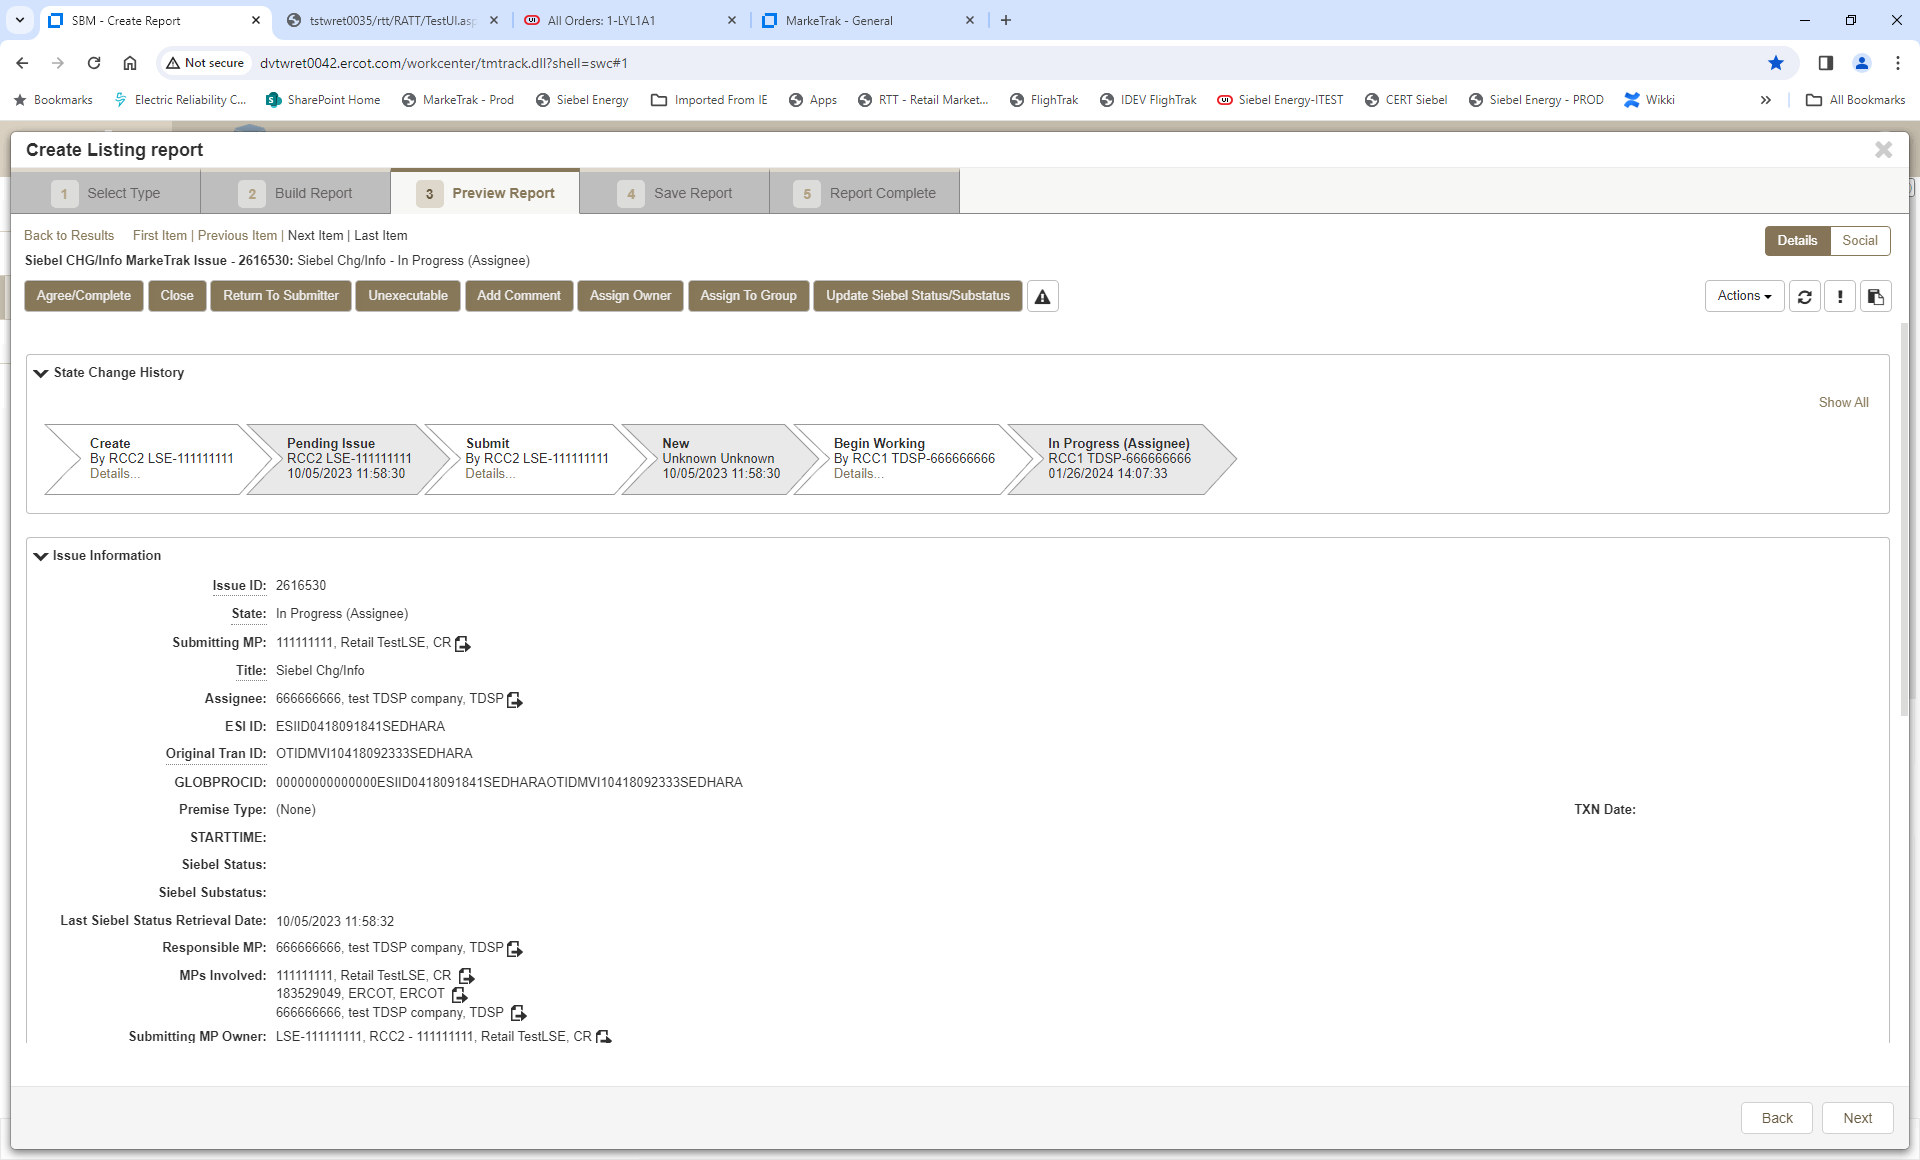 SBM - Create Report
tstwret0035/rtt/RATT/TestUI.asp
All Orders: 1-LYL1A1
MarkeTrak - General
Not secure
dvtwret0042.ercot.com/workcenter/tmtrack.dll?shell=swc#1
Bookmarks
Electric Reliability C...
SharePoint Home
MarkeTrak - Prod
Siebel Energy
Imported From IE
Apps
RTT - Retail Market...
FlighTrak
IDEV FlighTrak
Siebel Energy-ITEST
CERT Siebel
Siebel Energy - PROD
Wikki
All Bookmarks
Create Listing report
1 Select Type
2 Build Report
3 Preview Report
4 Save Report
5 Report Complete
Back to Results First Item | Previous Item | Next Item | Last Item
Details Social
Siebel CHG/Info MarkeTrak Issue - 2616530: Siebel Chg/Info - In Progress (Assignee)
Agree/Complete
Close
Return To Submitter
Unexecutable
Add Comment
Assign Owner
Assign To Group
Update Siebel Status/Substatus
Actions
State Change History
Show All
Create
By RCC2 LSE-111111111
Details...
Pending Issue
RCC2 LSE-111111111
10/05/2023 11:58:30
Submit
By RCC2 LSE-111111111
Details...
New
Unknown Unknown
10/05/2023 11:58:30
Begin Working
By RCC1 TDSP-666666666
Details...
In Progress (Assignee)
RCC1 TDSP-666666666
01/26/2024 14:07:33
Issue Information
Issue ID: 2616530
State: In Progress (Assignee)
Submitting MP: 111111111, Retail TestLSE, CR
Title: Siebel Chg/Info
Assignee: 666666666, test TDSP company, TDSP
ESI ID: ESIID0418091841SEDHARA
Original Tran ID: OTIDMVI10418092333SEDHARA
GLOBPROCID: 00000000000000ESIID0418091841SEDHARAOTIDMVI10418092333SEDHARA
Premise Type: (None)
TXN Date:
STARTTIME:
Siebel Status:
Siebel Substatus:
Last Siebel Status Retrieval Date: 10/05/2023 11:58:32
Responsible MP: 666666666, test TDSP company, TDSP
MPs Involved: 111111111, Retail TestLSE, CR
183529049, ERCOT, ERCOT
666666666, test TDSP company, TDSP
Submitting MP Owner: LSE-111111111, RCC2 - 111111111, Retail TestLSE, CR
Back
Next